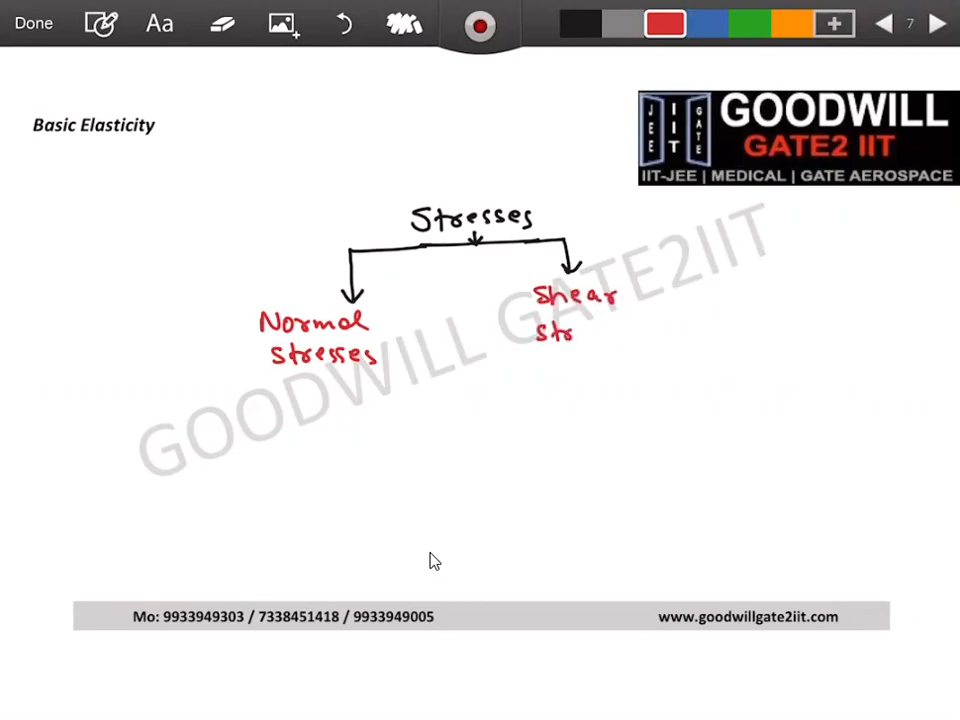 Done Aa 7
Basic Elasticity
JEE IIT GATE
GOODWILL
GATE2 IIT
IIT-JEE | MEDICAL | GATE AEROSPACE
Stresses
Normal
Stresses
Shear
Str
GOODWILL GATE2IIT
Mo: 9933949303 / 7338451418 / 9933949005 www.goodwillgate2iit.com